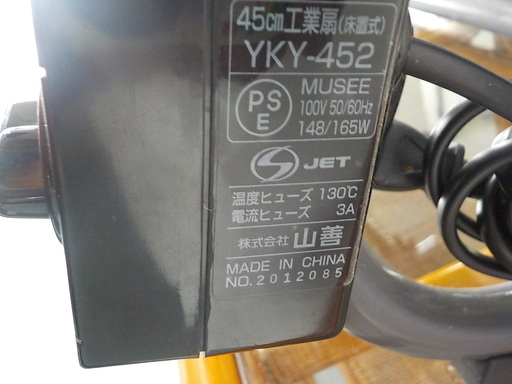 45cm工業扇(床置式)
YKY-452
PS
E
MUSEE
100V 50/60Hz
148/165W
S JET
温度ヒューズ 130℃
電流ヒューズ 3A
株式会社 山善
MADE IN CHINA
NO.2012085